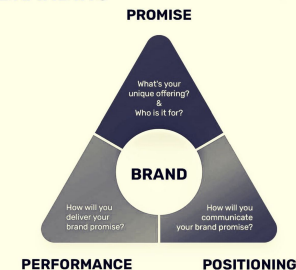 PROMISE
What's your
unique offering?
&
Who is it for?
BRAND
How will you
deliver your
brand promise?
How will you
communicate
your brand promise?
PERFORMANCE
POSITIONING